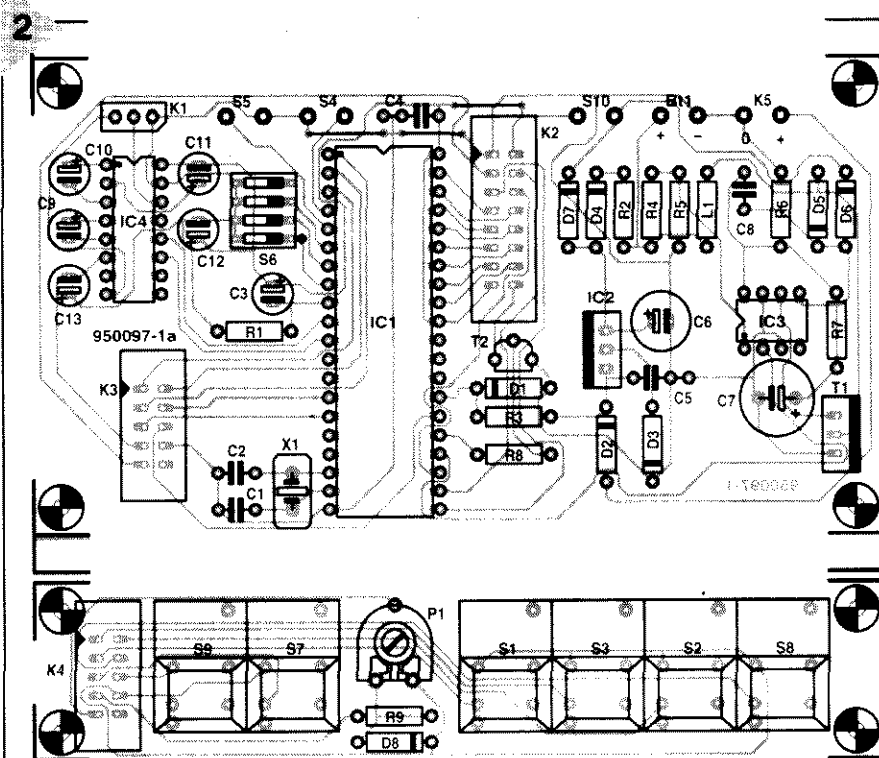 2
K1
S5
S4
C4
S10
K5
K2
+
-
0
+
C10
C11
C9
IC4
C12
S6
C3
C13
R1
950097-1a
K3
IC1
D7
D4
R2
R4
R5
L1
C8
R6
D5
D6
IC2
C6
IC3
R7
T2
D1
R3
R8
C5
C7
+
T1
D2
D3
950097-1
C2
C1
X1
K4
S9
S7
P1
S1
S3
S2
S8
R9
D8